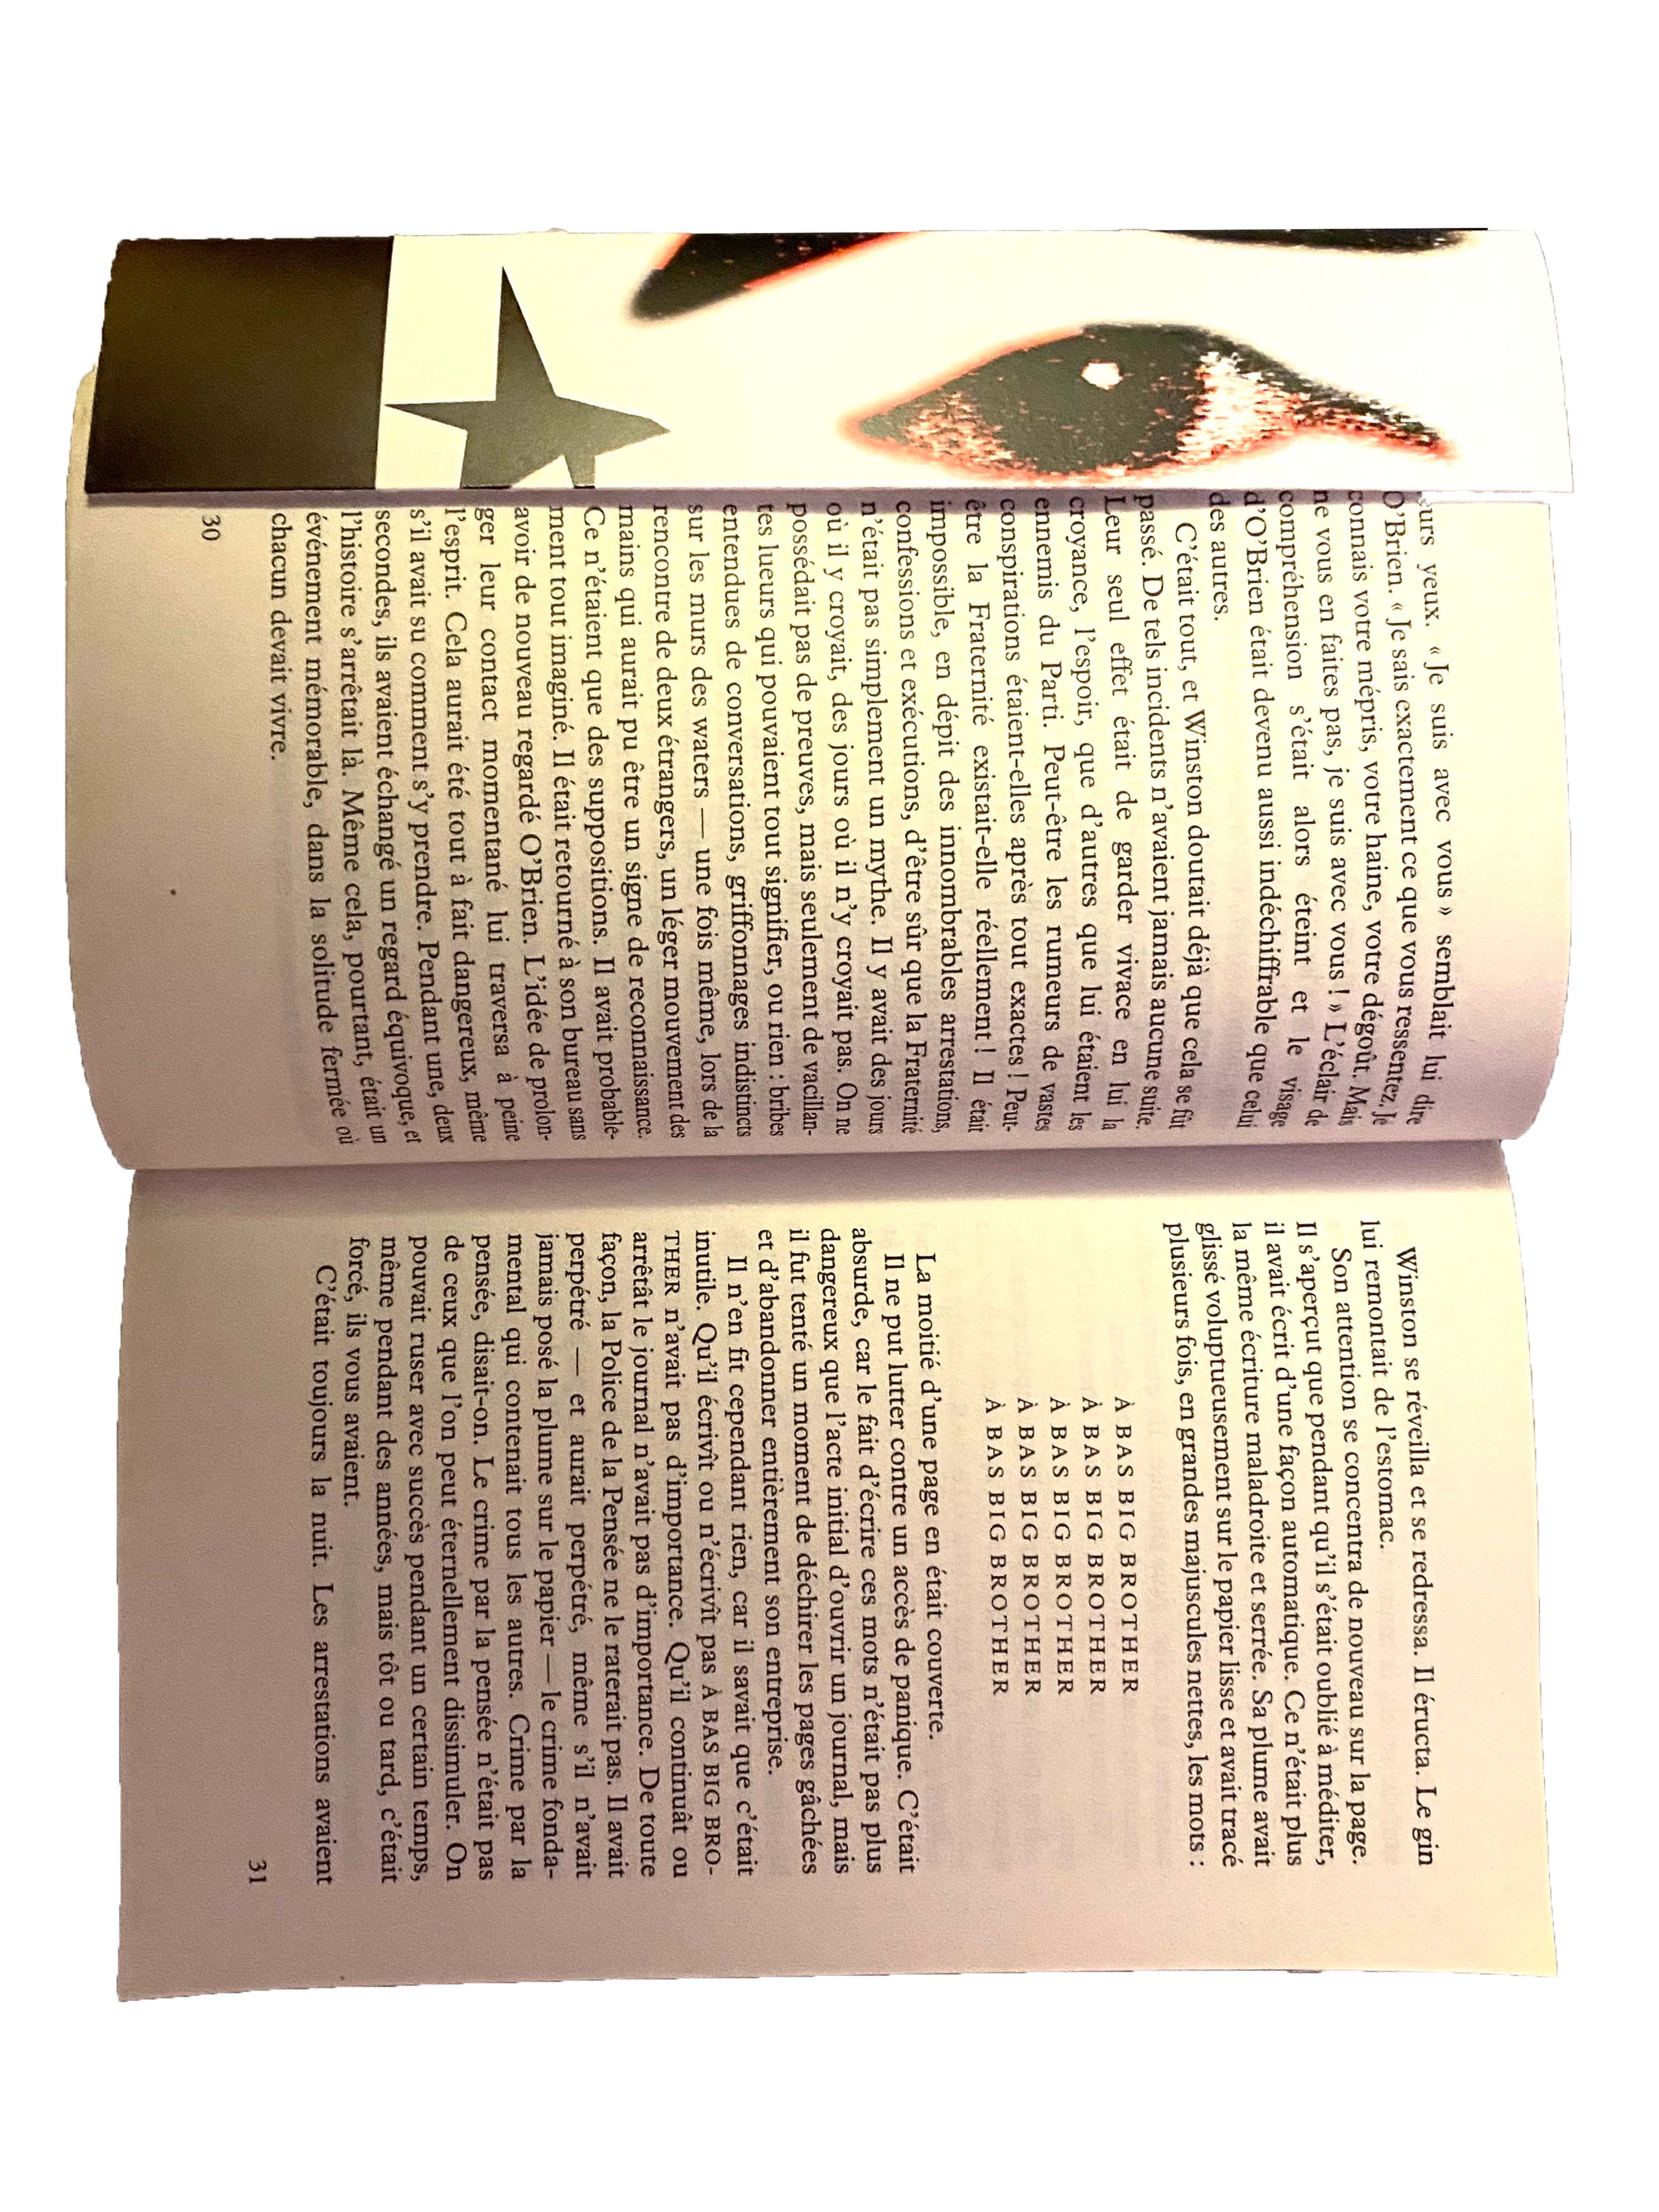 yeux. « Je suis avec vous » semblait lui dire
O'Brien. « Je sais exactement ce que vous ressentez. Je
connais votre mépris, votre haine, votre dégoût. Mais
ne vous en faites pas, je suis avec vous ! » L'éclair de
compréhension s'était alors éteint et le visage
d'O'Brien était devenu aussi indéchiffrable que celui
des autres.
C'était tout, et Winston doutait déjà que cela se fût
passé. De tels incidents n'avaient jamais aucune suite.
Leur seul effet était de garder vivace en lui la
croyance, l'espoir, que d'autres que lui étaient les
ennemis du Parti. Peut-être les rumeurs de vastes
conspirations étaient-elles après tout exactes ! Peut-
être la Fraternité existait-elle réellement ! Il était
impossible, en dépit des innombrables arrestations,
confessions et exécutions, d'être sûr que la Fraternité
n'était pas simplement un mythe. Il y avait des jours
où il y croyait, des jours où il n'y croyait pas. On ne
possédait pas de preuves, mais seulement de vacillan-
tes lueurs qui pouvaient tout signifier, ou rien : bribes
entendues de conversations, griffonnages indistincts
sur les murs des waters — une fois même, lors de la
rencontre de deux étrangers, un léger mouvement des
mains qui aurait pu être un signe de reconnaissance.
Ce n'étaient que des suppositions. Il avait probable-
ment tout imaginé. Il était retourné à son bureau sans
avoir de nouveau regardé O'Brien. L'idée de prolon-
ger leur contact momentané lui traversa à peine
l'esprit. Cela aurait été tout à fait dangereux, même
s'il avait su comment s'y prendre. Pendant une, deux
secondes, ils avaient échangé un regard équivoque, et
l'histoire s'arrêtait là. Même cela, pourtant, était un
événement mémorable, dans la solitude fermée où
chacun devait vivre.
30
Winston se réveilla et se redressa. Il éructa. Le gin
lui remontait de l'estomac.
Son attention se concentra de nouveau sur la page.
Il s'aperçut que pendant qu'il s'était oublié à méditer,
il avait écrit d'une façon automatique. Ce n'était plus
la même écriture maladroite et serrée. Sa plume avait
glissé voluptueusement sur le papier lisse et avait tracé
plusieurs fois, en grandes majuscules nettes, les mots :
À BAS BIG BROTHER
À BAS BIG BROTHER
À BAS BIG BROTHER
À BAS BIG BROTHER
À BAS BIG BROTHER
La moitié d'une page en était couverte.
Il ne put lutter contre un accès de panique. C'était
absurde, car le fait d'écrire ces mots n'était pas plus
dangereux que l'acte initial d'ouvrir un journal, mais
il fut tenté un moment de déchirer les pages gâchées
et d'abandonner entièrement son entreprise.
Il n'en fit cependant rien, car il savait que c'était
inutile. Qu'il écrivît ou n'écrivît pas À BAS BIG BRO-
THER n'avait pas d'importance. Qu'il continuât ou
arrêtât le journal n'avait pas d'importance. De toute
façon, la Police de la Pensée ne le raterait pas. Il avait
perpétré — et aurait perpétré, même s'il n'avait
jamais posé la plume sur le papier — le crime fonda-
mental qui contenait tous les autres. Crime par la
pensée, disait-on. Le crime par la pensée n'était pas
de ceux que l'on peut éternellement dissimuler. On
pouvait ruser avec succès pendant un certain temps,
même pendant des années, mais tôt ou tard, c'était
forcé, ils vous avaient.
C'était toujours la nuit. Les arrestations avaient
31